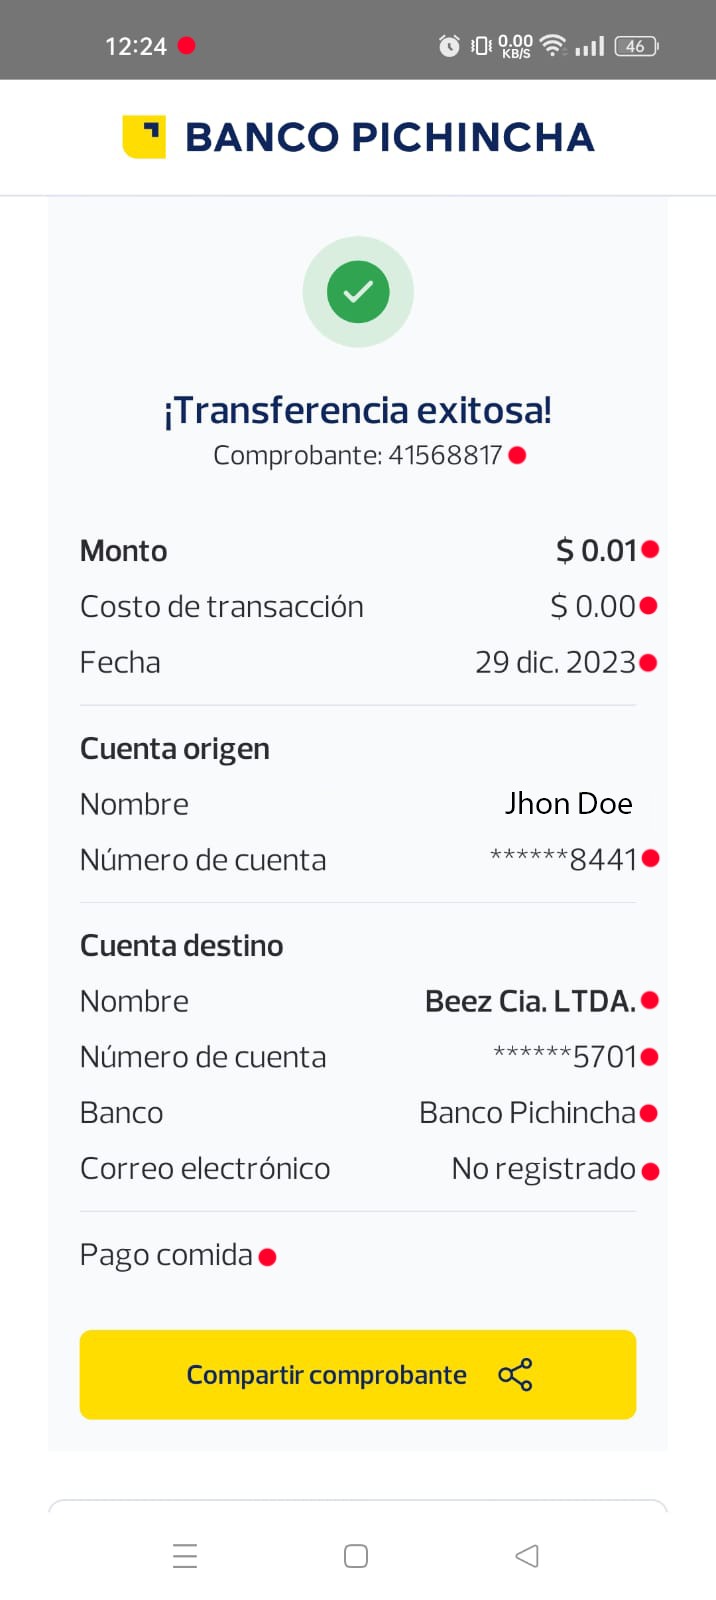 12:24
0.00 KB/S
46
BANCO PICHINCHA
¡Transferencia exitosa!
Comprobante: 41568817
Monto $ 0.01
Costo de transacción $ 0.00
Fecha 29 dic. 2023
Cuenta origen
Nombre Jhon Doe
Número de cuenta ******8441
Cuenta destino
Nombre Beez Cia. LTDA.
Número de cuenta ******5701
Banco Banco Pichincha
Correo electrónico No registrado
Pago comida
Compartir comprobante